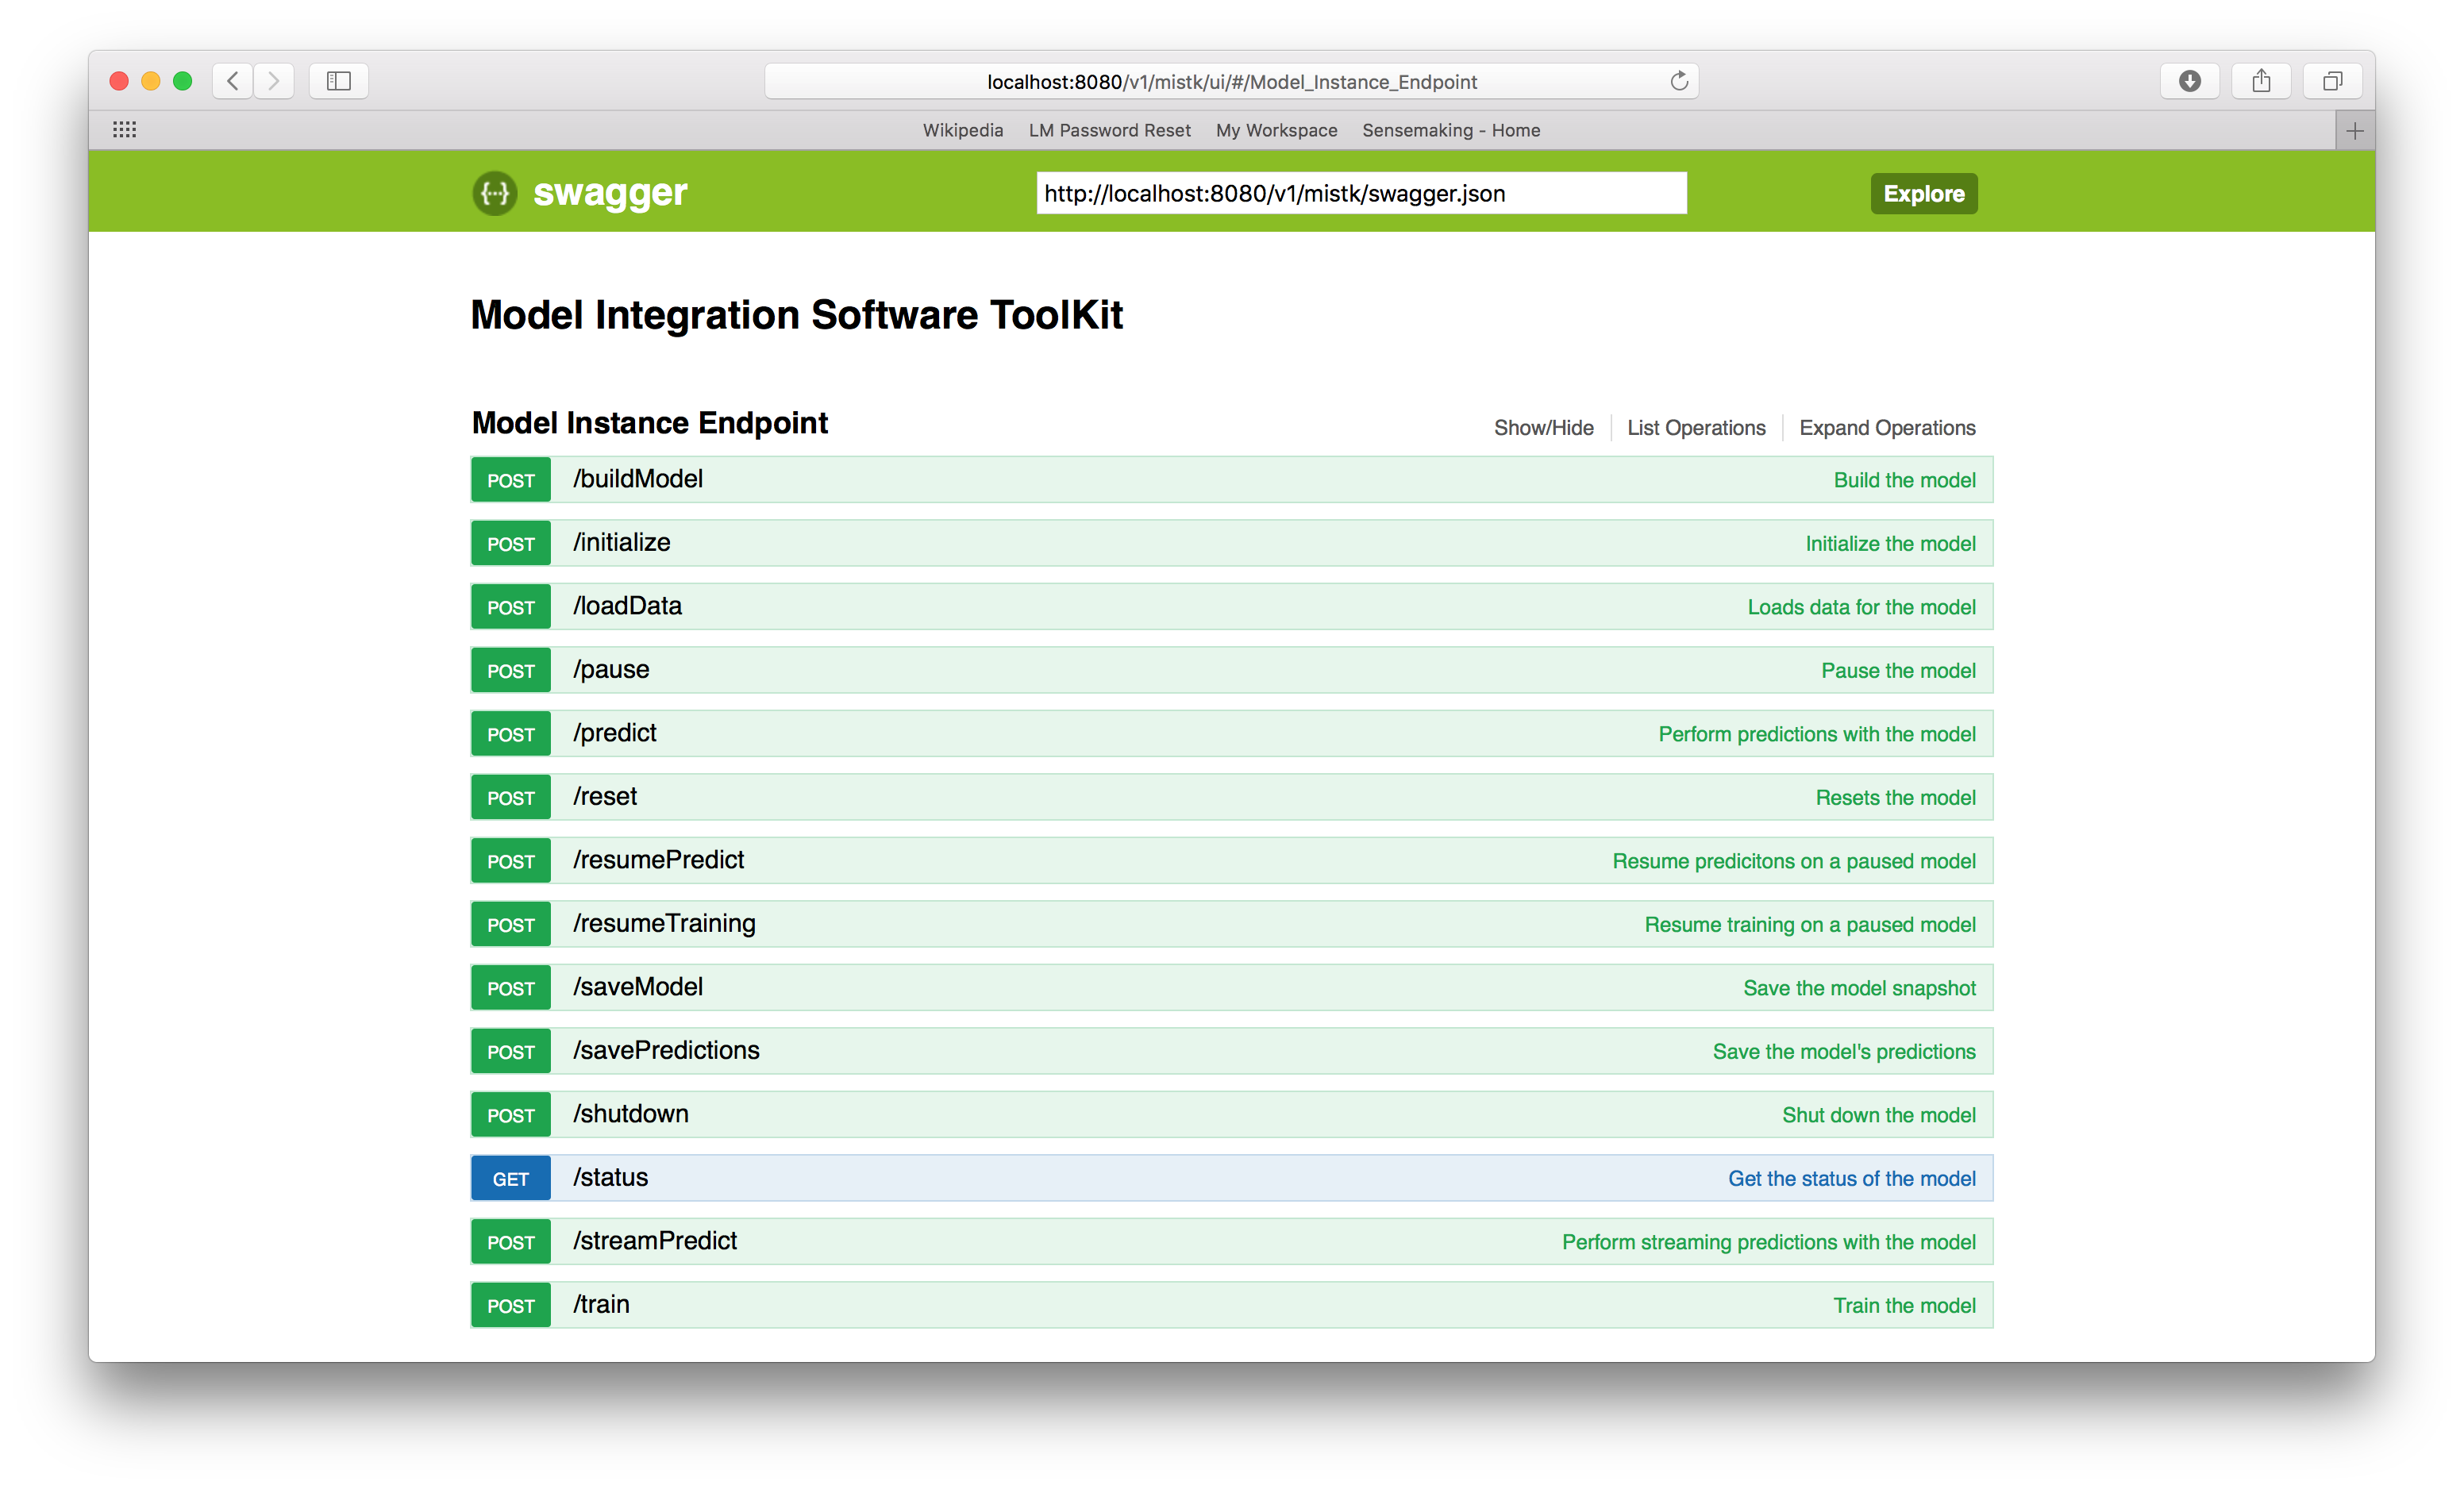 localhost:8080/v1/mistk/ui/#/Model_Instance_Endpoint
Wikipedia LM Password Reset My Workspace Sensemaking - Home
{···} swagger http://localhost:8080/v1/mistk/swagger.json Explore
Model Integration Software ToolKit
Model Instance Endpoint Show/Hide List Operations Expand Operations
POST /buildModel Build the model
POST /initialize Initialize the model
POST /loadData Loads data for the model
POST /pause Pause the model
POST /predict Perform predictions with the model
POST /reset Resets the model
POST /resumePredict Resume predicitons on a paused model
POST /resumeTraining Resume training on a paused model
POST /saveModel Save the model snapshot
POST /savePredictions Save the model's predictions
POST /shutdown Shut down the model
GET /status Get the status of the model
POST /streamPredict Perform streaming predictions with the model
POST /train Train the model